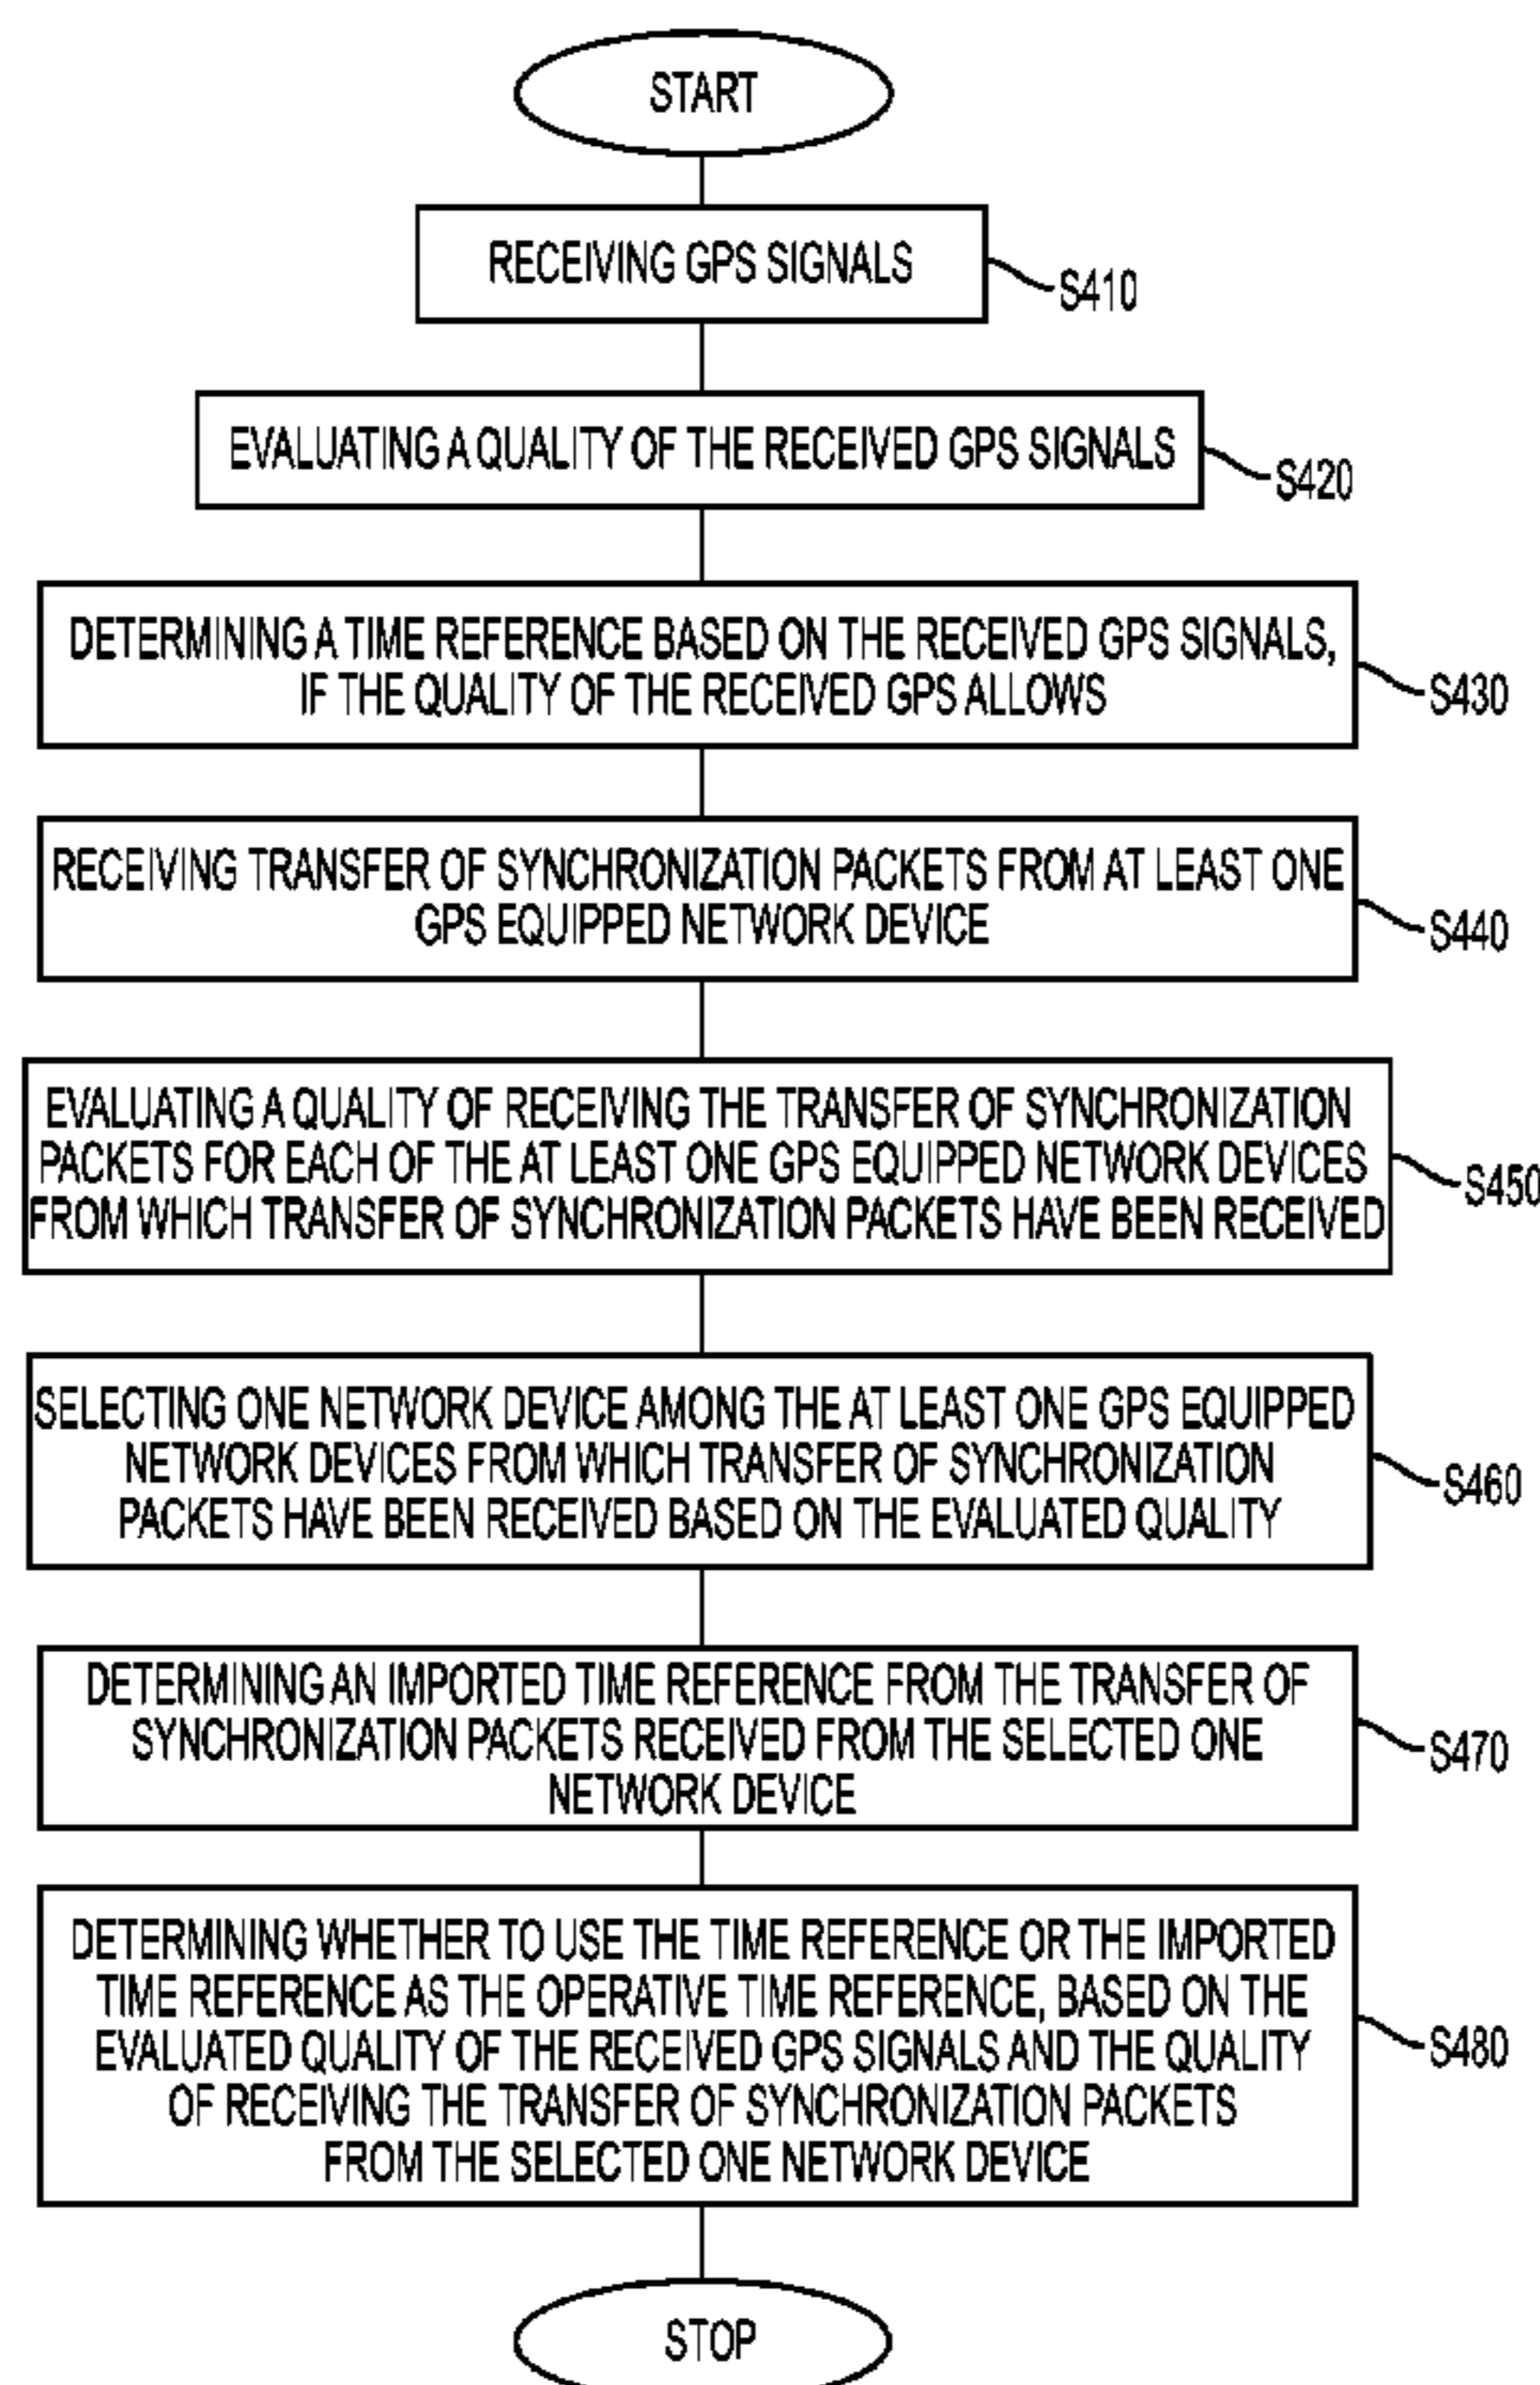 START
RECEIVING GPS SIGNALS
S410
EVALUATING A QUALITY OF THE RECEIVED GPS SIGNALS
S420
DETERMINING A TIME REFERENCE BASED ON THE RECEIVED GPS SIGNALS,
IF THE QUALITY OF THE RECEIVED GPS ALLOWS
S430
RECEIVING TRANSFER OF SYNCHRONIZATION PACKETS FROM AT LEAST ONE
GPS EQUIPPED NETWORK DEVICE
S440
EVALUATING A QUALITY OF RECEIVING THE TRANSFER OF SYNCHRONIZATION
PACKETS FOR EACH OF THE AT LEAST ONE GPS EQUIPPED NETWORK DEVICES
FROM WHICH TRANSFER OF SYNCHRONIZATION PACKETS HAVE BEEN RECEIVED
S450
SELECTING ONE NETWORK DEVICE AMONG THE AT LEAST ONE GPS EQUIPPED
NETWORK DEVICES FROM WHICH TRANSFER OF SYNCHRONIZATION
PACKETS HAVE BEEN RECEIVED BASED ON THE EVALUATED QUALITY
S460
DETERMINING AN IMPORTED TIME REFERENCE FROM THE TRANSFER OF
SYNCHRONIZATION PACKETS RECEIVED FROM THE SELECTED ONE
NETWORK DEVICE
S470
DETERMINING WHETHER TO USE THE TIME REFERENCE OR THE IMPORTED
TIME REFERENCE AS THE OPERATIVE TIME REFERENCE, BASED ON THE
EVALUATED QUALITY OF THE RECEIVED GPS SIGNALS AND THE QUALITY
OF RECEIVING THE TRANSFER OF SYNCHRONIZATION PACKETS
FROM THE SELECTED ONE NETWORK DEVICE
S480
STOP